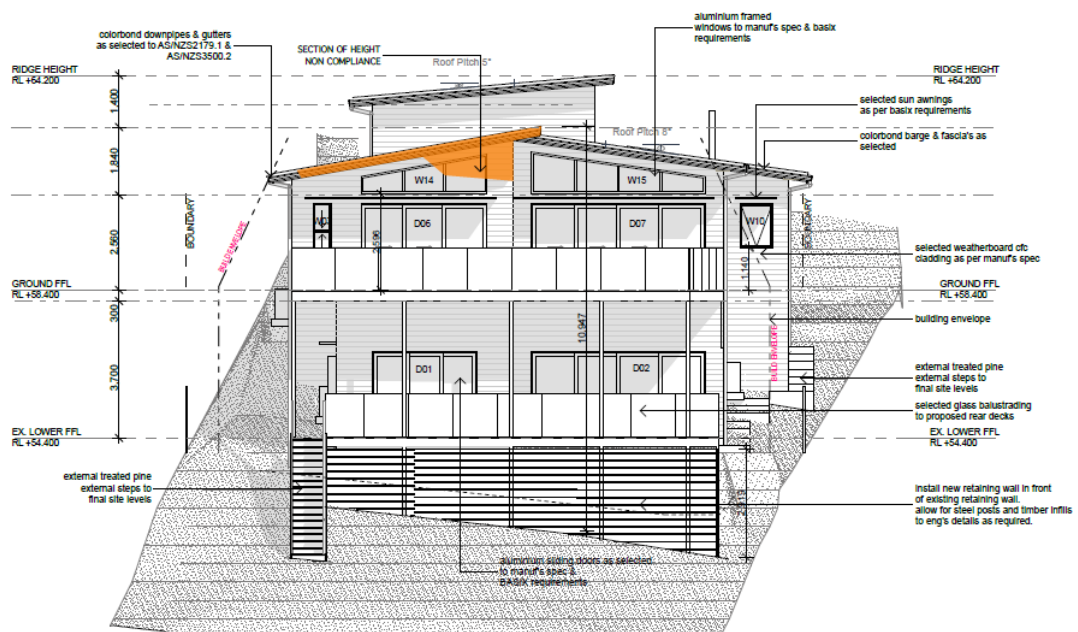 colorbond downpipes & gutters
as selected to AS/NZS2179.1 &
AS/NZS3500.2
SECTION OF HEIGHT
NON COMPLIANCE
Roof Pitch 5°
aluminium framed
windows to manuf's spec & basix
requirements
RIDGE HEIGHT
RL +64.200
RIDGE HEIGHT
RL +64.200
1.400
selected sun awnings
as per basix requirements
Roof Pitch 8°
colorbond barge & fascia's as
selected
1.840
W14
W15
BOUNDARY
BUILD ENVELOPE
D06
D07
W10
BOUNDARY
2.560
2.596
1.140
selected weatherboard cfc
cladding as per manuf's spec
GROUND FFL
RL +58.400
GROUND FFL
RL +58.400
300
10.947
building envelope
BUILD ENVELOPE
3.700
D01
D02
external treated pine
external steps to
final site levels
selected glass balustrading
to proposed rear decks
EX. LOWER FFL
RL +54.400
EX. LOWER FFL
RL +54.400
external treated pine
external steps to
final site levels
install new retaining wall in front
of existing retaining wall.
allow for steel posts and timber infills
to eng's details as required.
aluminium sliding doors as selected
to manuf's spec &
BASIX requirements